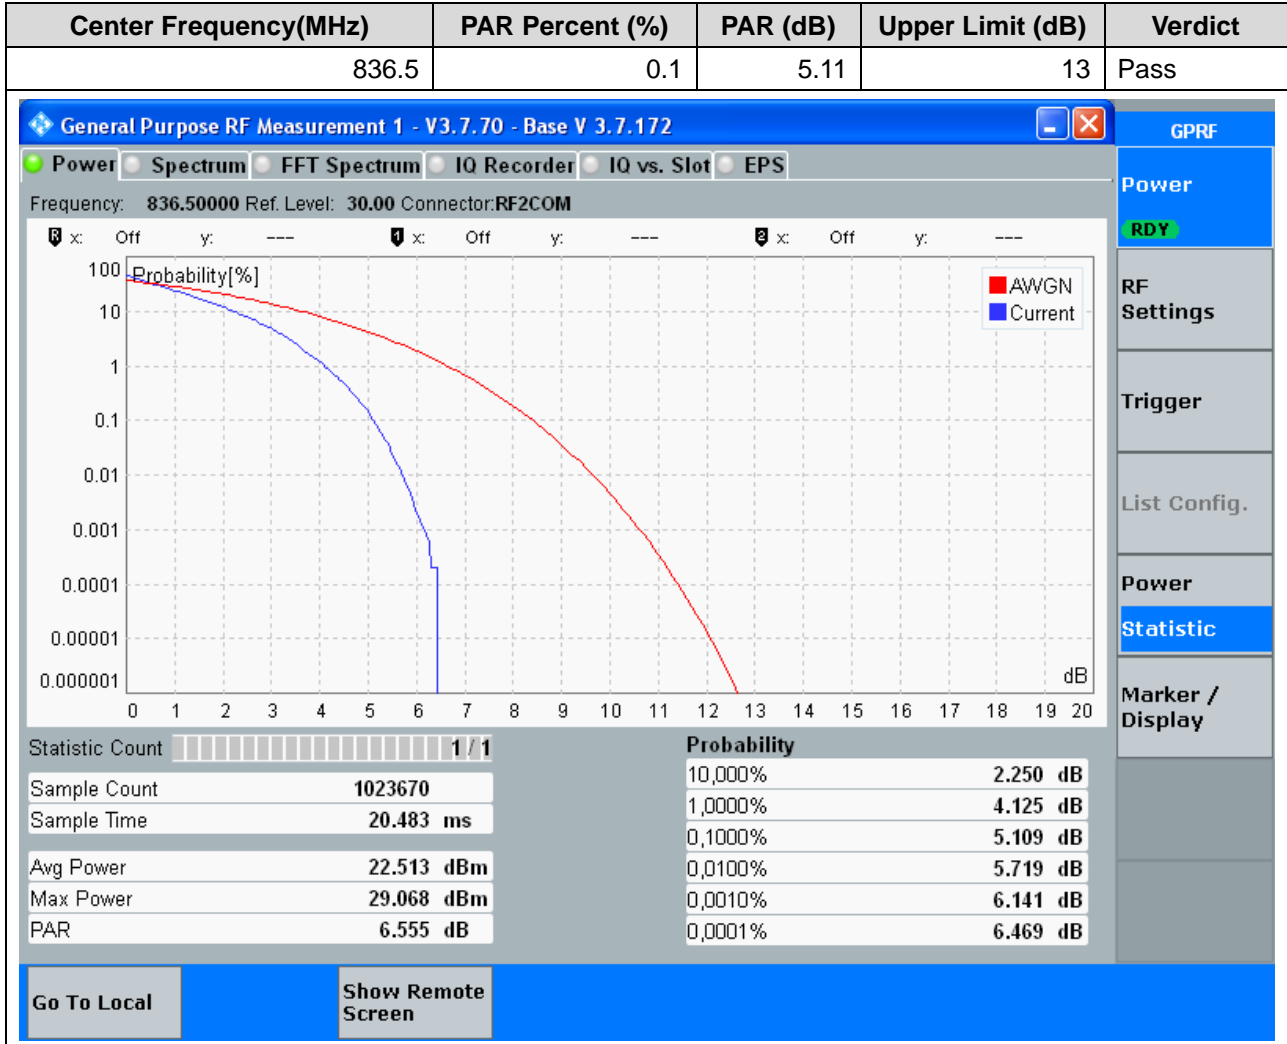 Center Frequency(MHz) PAR Percent (%) PAR (dB) Upper Limit (dB) Verdict
836.5 0.1 5.11 13 Pass
General Purpose RF Measurement 1 - V3.7.70 - Base V 3.7.172
GPRF
Power Spectrum FFT Spectrum IQ Recorder IQ vs. Slot EPS
Power
RDY
Frequency: 836.50000 Ref. Level: 30.00 Connector:RF2COM
R x: Off y: --- 1 x: Off y: --- 2 x: Off y: ---
Probability[%]
AWGN
Current
100
10
1
0.1
0.01
0.001
0.0001
0.00001
0.000001
dB
0 1 2 3 4 5 6 7 8 9 10 11 12 13 14 15 16 17 18 19 20
RF
Settings
Trigger
List Config.
Power
Statistic
Marker /
Display
Statistic Count 1 / 1
Sample Count 1023670
Sample Time 20.483 ms
Avg Power 22.513 dBm
Max Power 29.068 dBm
PAR 6.555 dB
Probability
10,000% 2.250 dB
1,0000% 4.125 dB
0,1000% 5.109 dB
0,0100% 5.719 dB
0,0010% 6.141 dB
0,0001% 6.469 dB
Go To Local
Show Remote
Screen